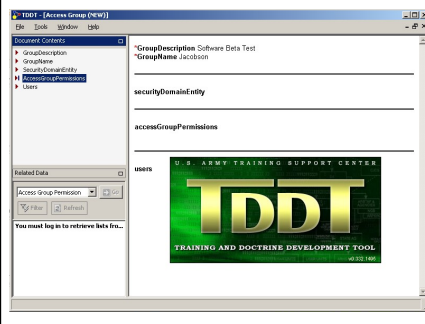 TDDT - [Access Group (NEW)]
File Tools Window Help
Document Contents
GroupDescription
GroupName
SecurityDomainEntity
AccessGroupPermissions
Users
Related Data
Access Group Permission
Go
Filter
Refresh
You must log in to retrieve lists fro...
*GroupDescription Software Beta Test
*GroupName Jacobson
securityDomainEntity
accessGroupPermissions
users
U.S. ARMY TRAINING SUPPORT CENTER
TDDT
TRAINING AND DOCTRINE DEVELOPMENT TOOL